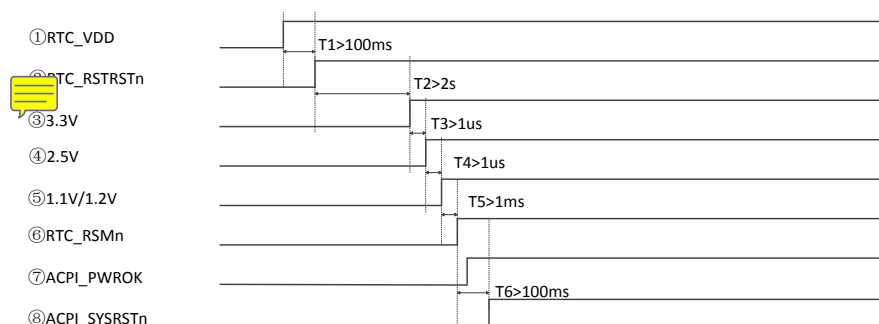 ①RTC_VDD
T1>100ms
RTC_RSTRSTn
T2>2s
③3.3V
T3>1us
④2.5V
T4>1us
⑤1.1V/1.2V
T5>1ms
⑥RTC_RSMn
⑦ACPI_PWROK
T6>100ms
⑧ACPI_SYSRSTn